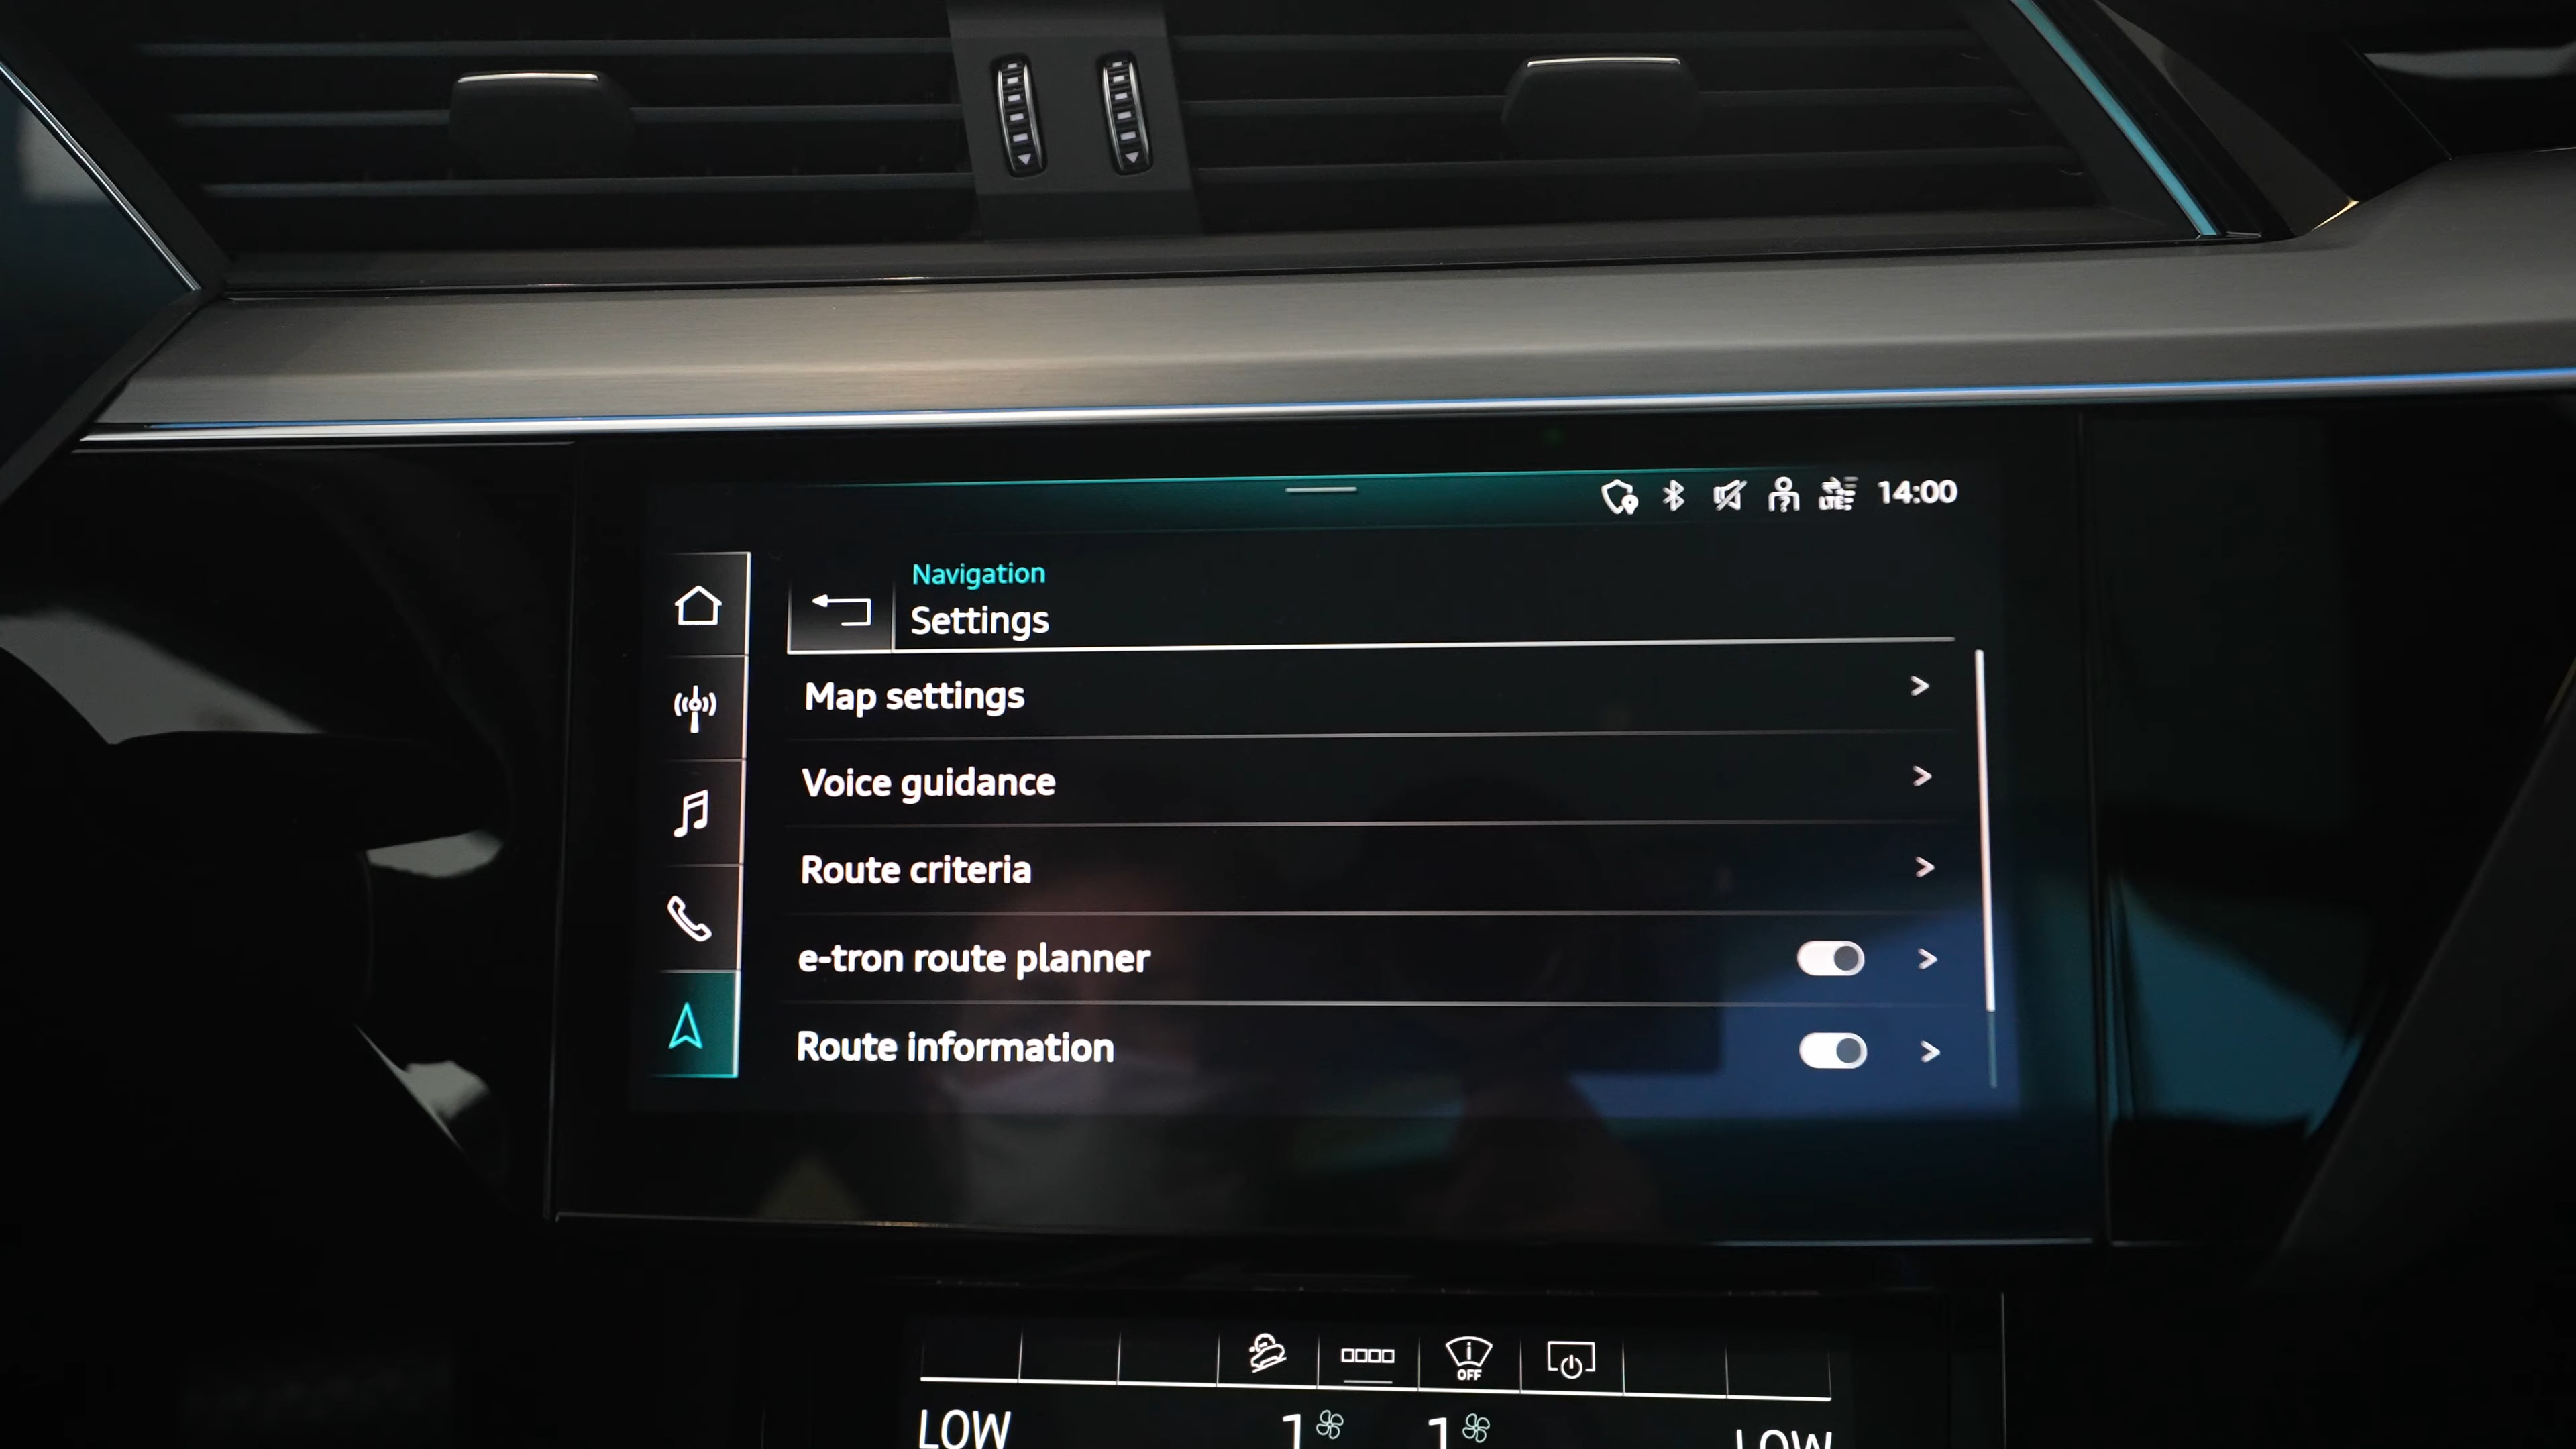 LTE
14:00
Navigation
Settings
Map settings
Voice guidance
Route criteria
e-tron route planner
Route information
OFF
LOW
1
1
LOW